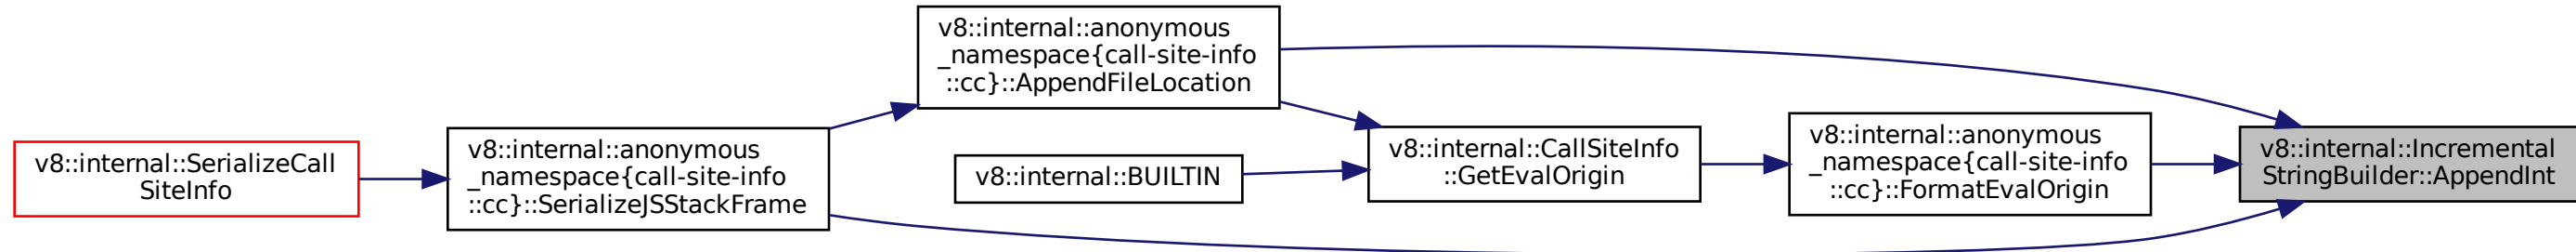 v8::internal::anonymous
_namespace{call-site-info
::cc}::AppendFileLocation
v8::internal::SerializeCall
SiteInfo
v8::internal::anonymous
_namespace{call-site-info
::cc}::SerializeJSStackFrame
v8::internal::BUILTIN
v8::internal::CallSiteInfo
::GetEvalOrigin
v8::internal::anonymous
_namespace{call-site-info
::cc}::FormatEvalOrigin
v8::internal::Incremental
StringBuilder::AppendInt